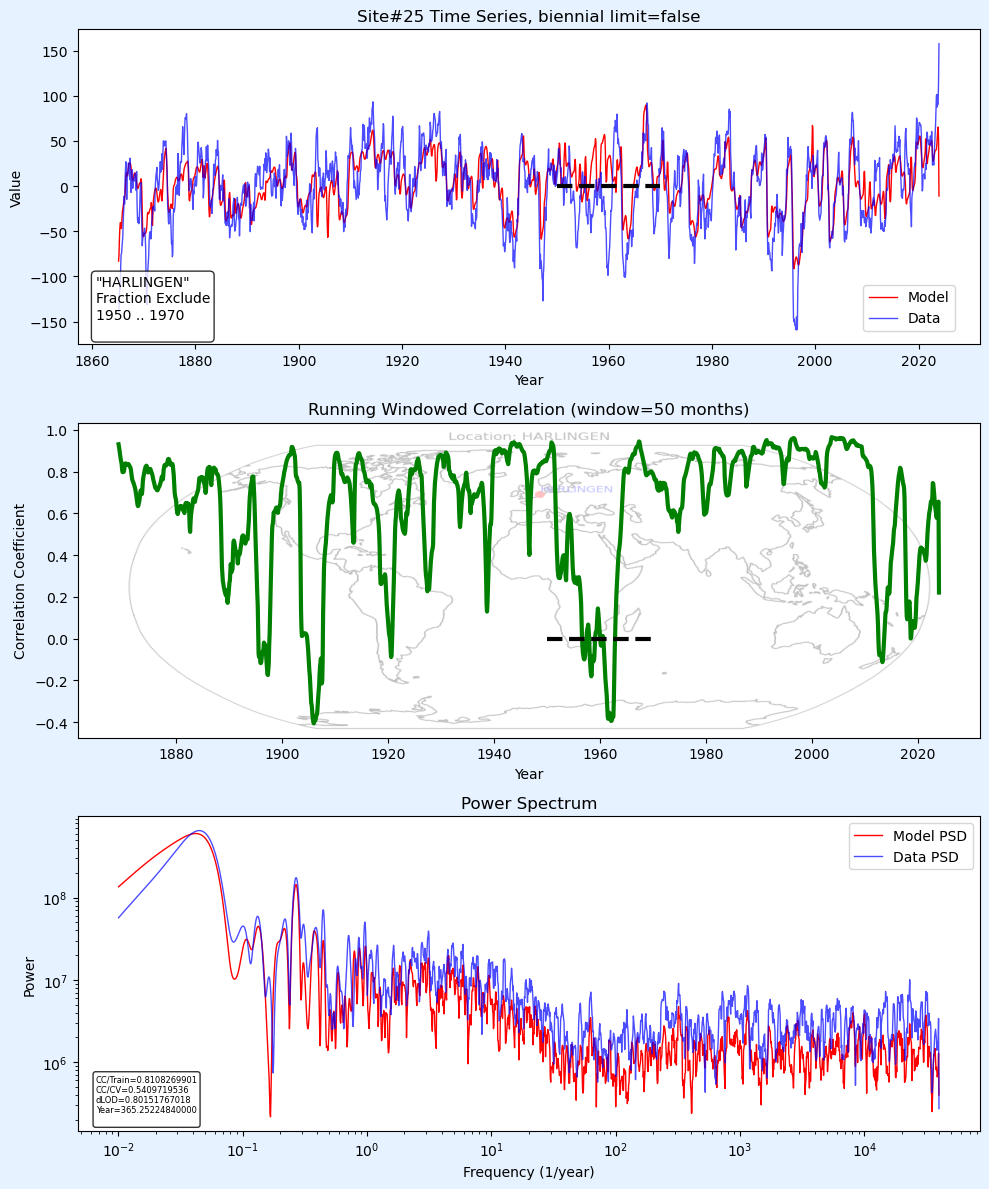 Site#25 Time Series, biennial limit=false
Value
150
100
50
0
−50
−100
−150
"HARLINGEN"
Fraction Exclude
1950 .. 1970
Model
Data
1860 1880 1900 1920 1940 1960 1980 2000 2020
Year
Running Windowed Correlation (window=50 months)
Correlation Coefficient
1.0
0.8
0.6
0.4
0.2
0.0
−0.2
−0.4
Location: HARLINGEN
HARLINGEN
1880 1900 1920 1940 1960 1980 2000 2020
Year
Power Spectrum
Power
10⁸
10⁷
10⁶
Model PSD
Data PSD
CC/Train=0.8108269901
CC/CV=0.5409719536
dLOD=0.80151767018
Year=365.25224840000
10⁻² 10⁻¹ 10⁰ 10¹ 10² 10³ 10⁴
Frequency (1/year)